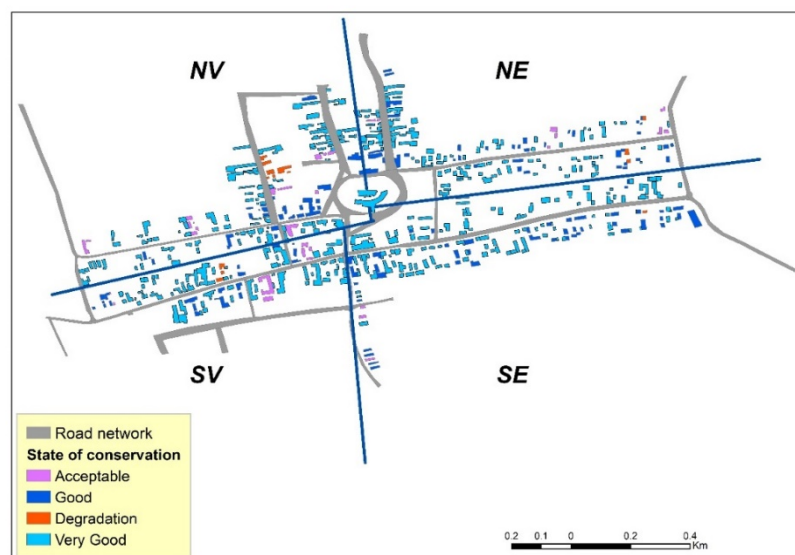 NV
NE
SV
SE
Road network
State of conservation
Acceptable
Good
Degradation
Very Good
0.2 0.1 0 0.2 0.4
Km